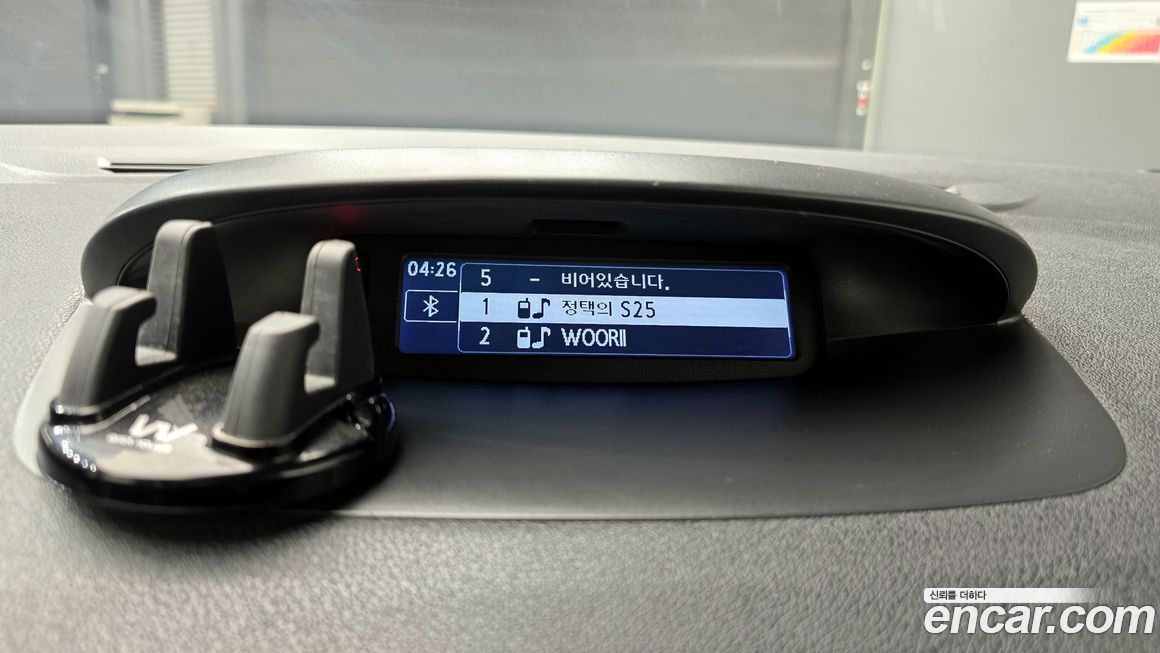 04:26
5 - 비어있습니다.
1 정택의 S25
2 WOORII
신뢰를 더하다
encar.com